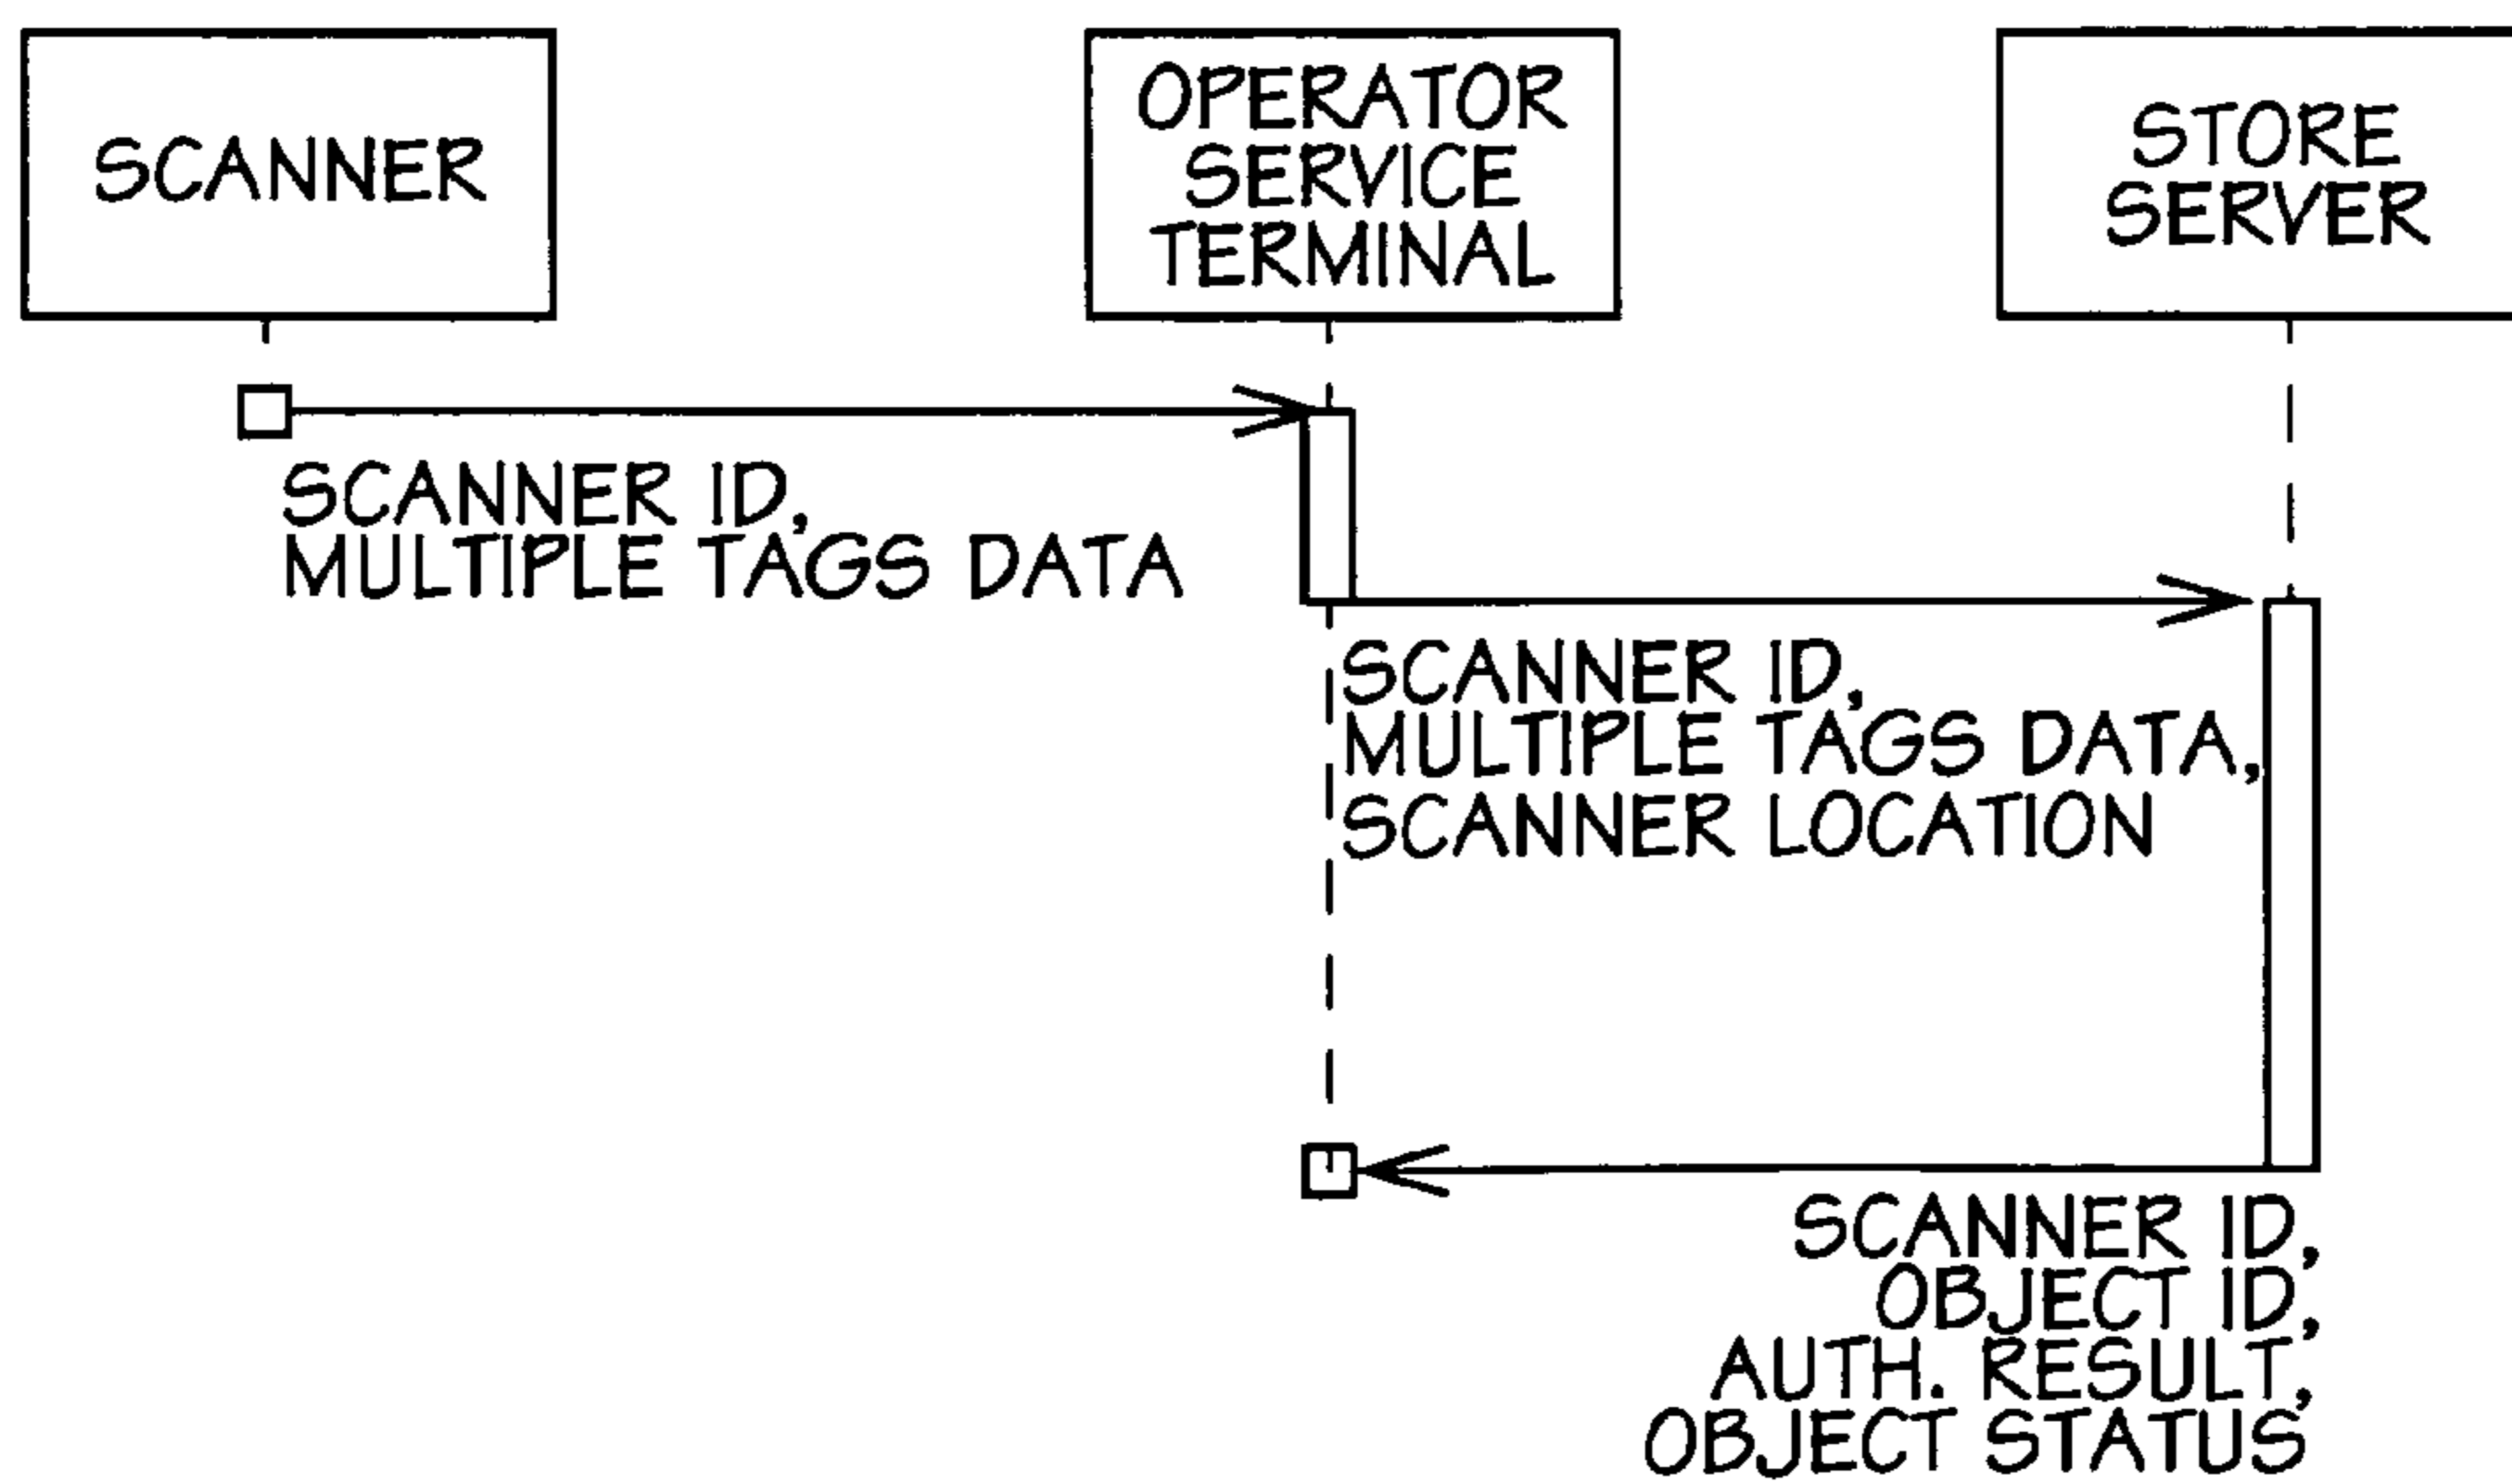 SCANNER
OPERATOR
SERVICE
TERMINAL
STORE
SERVER
SCANNER ID,
MULTIPLE TAGS DATA
SCANNER ID,
MULTIPLE TAGS DATA,
SCANNER LOCATION
SCANNER ID,
OBJECT ID,
AUTH. RESULT,
OBJECT STATUS